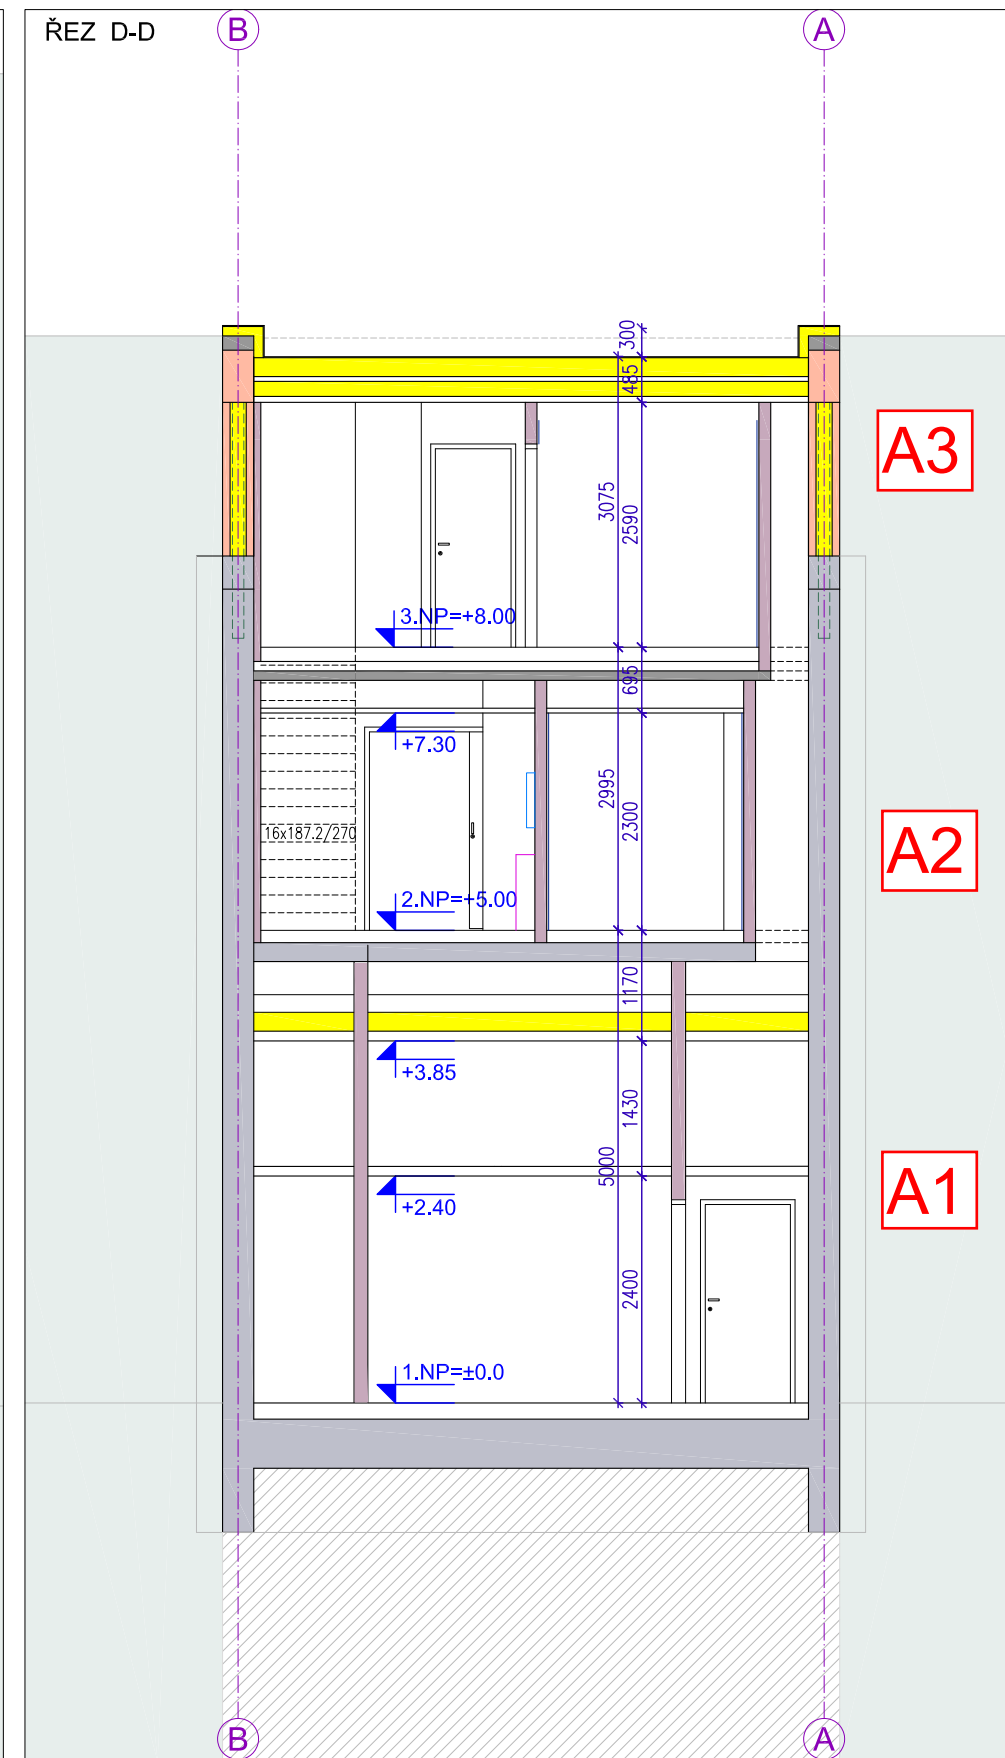 ŘEZ D-D
B
A
300
485
A3
3075
2590
3.NP=+8.00
695
+7.30
2995
2300
16x187.2/270
A2
2.NP=+5.00
1170
+3.85
1430
5000
A1
+2.40
2400
1.NP=±0.0
B
A